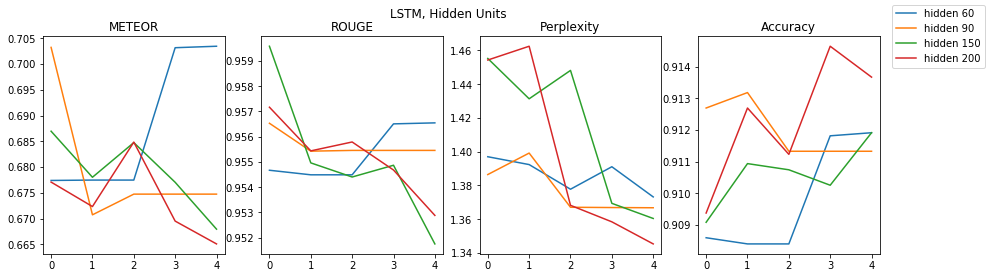 LSTM, Hidden Units
METEOR
ROUGE
Perplexity
Accuracy
hidden 60
hidden 90
hidden 150
hidden 200
0.705
0.700
0.695
0.690
0.685
0.680
0.675
0.670
0.665
0 1 2 3 4
0.959
0.958
0.957
0.956
0.955
0.954
0.953
0.952
0 1 2 3 4
1.46
1.44
1.42
1.40
1.38
1.36
1.34
0 1 2 3 4
0.914
0.913
0.912
0.911
0.910
0.909
0 1 2 3 4